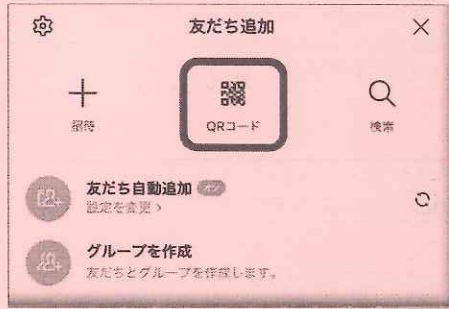 友だち追加
招待
QRコード
検索
友だち自動追加 オン
設定を変更 >
グループを作成
友だちとグループを作成します。